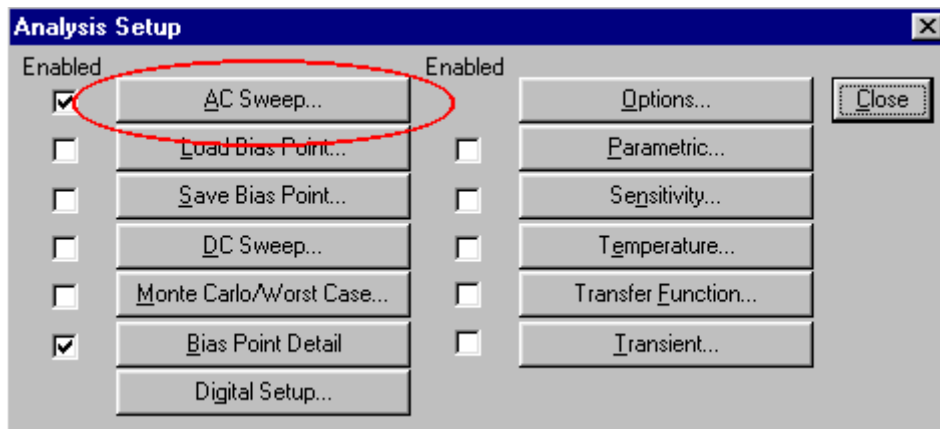 Analysis Setup
Enabled
Enabled
AC Sweep...
Options...
Close
Load Bias Point...
Parametric...
Save Bias Point...
Sensitivity...
DC Sweep...
Temperature...
Monte Carlo/Worst Case...
Transfer Function...
Bias Point Detail
Transient...
Digital Setup...